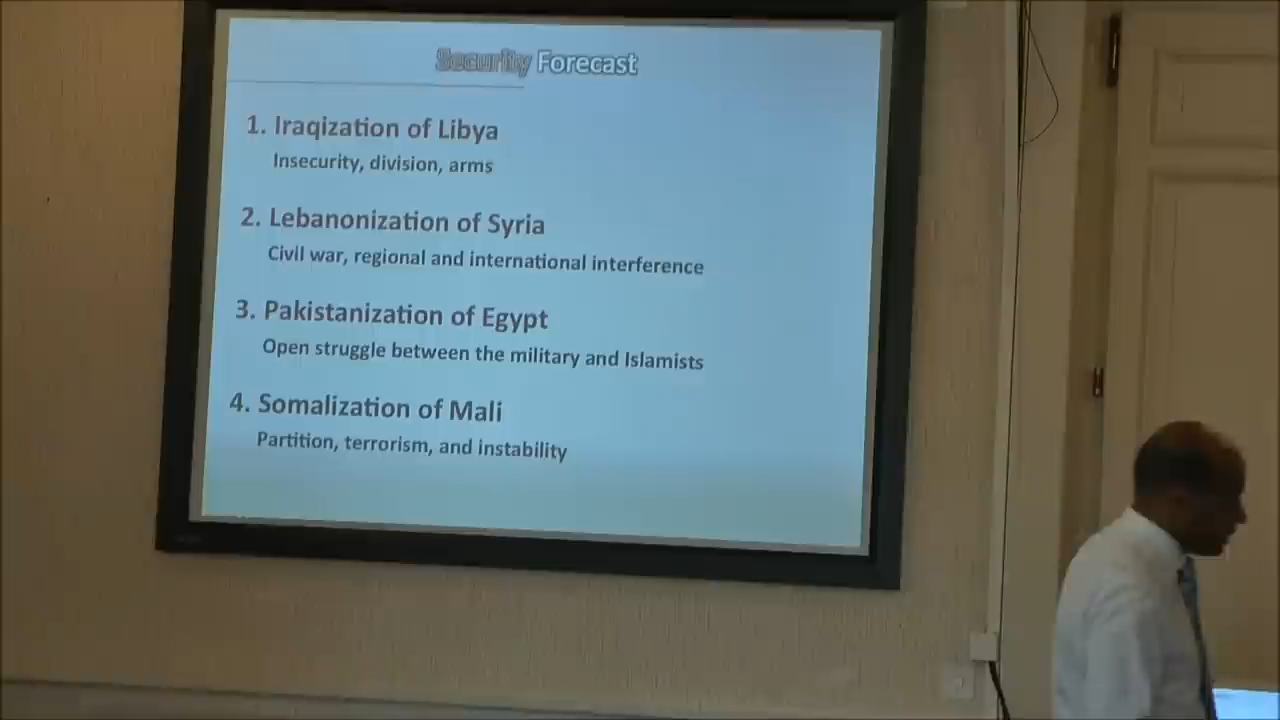 Security Forecast
1. Iraqization of Libya
Insecurity, division, arms
2. Lebanonization of Syria
Civil war, regional and international interference
3. Pakistanization of Egypt
Open struggle between the military and Islamists
4. Somalization of Mali
Partition, terrorism, and instability